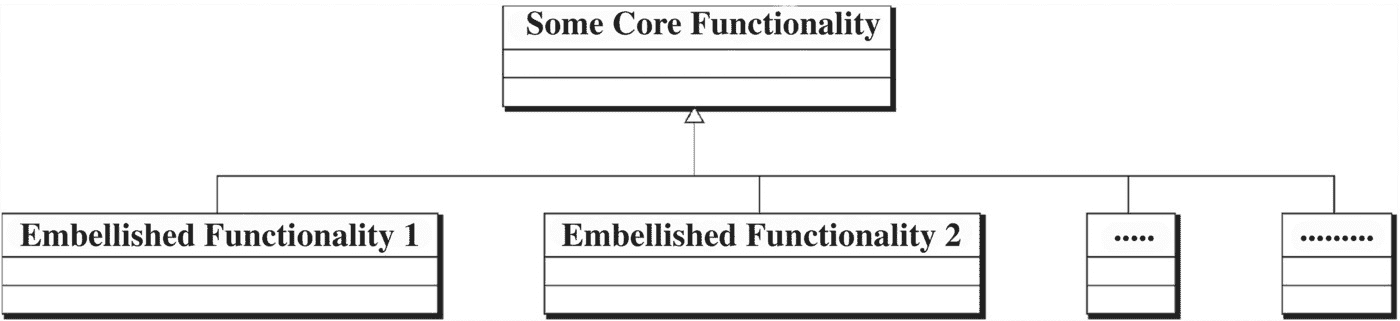 Some Core Functionality
Embellished Functionality 1
Embellished Functionality 2
•••••
•••••••••